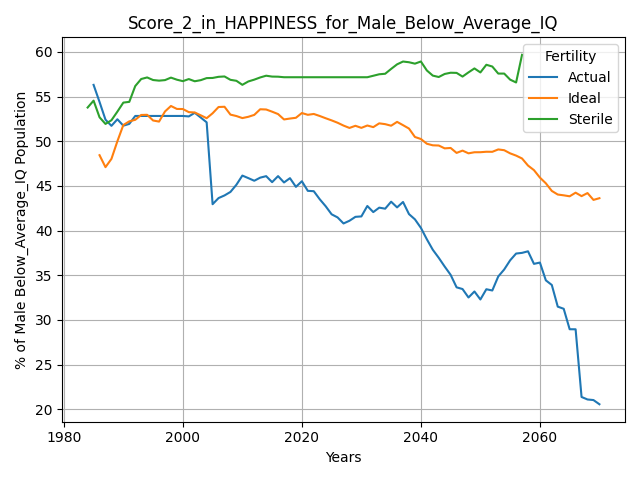 Score_2_in_HAPPINESS_for_Male_Below_Average_IQ
% of Male Below_Average_IQ Population
60
55
50
45
40
35
30
25
20
1980
2000
2020
2040
2060
Years
Fertility
Actual
Ideal
Sterile